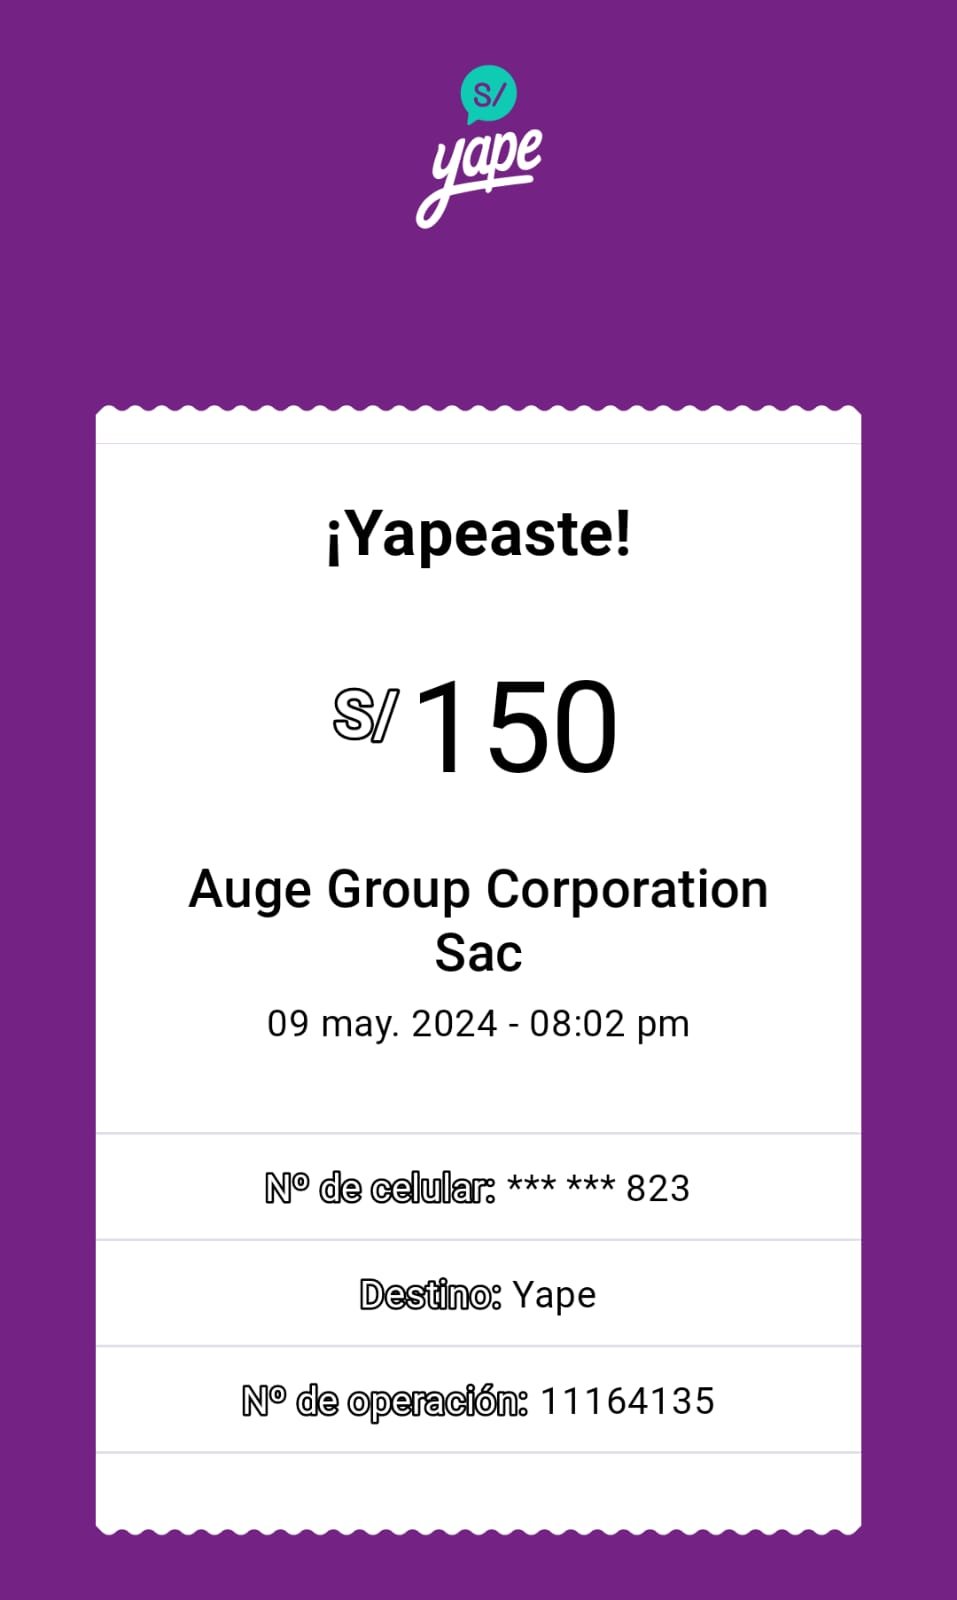 S/
yape
¡Yapeaste!
S/ 150
Auge Group Corporation
Sac
09 may. 2024 - 08:02 pm
Nº de celular: *** *** 823
Destino: Yape
Nº de operación: 11164135